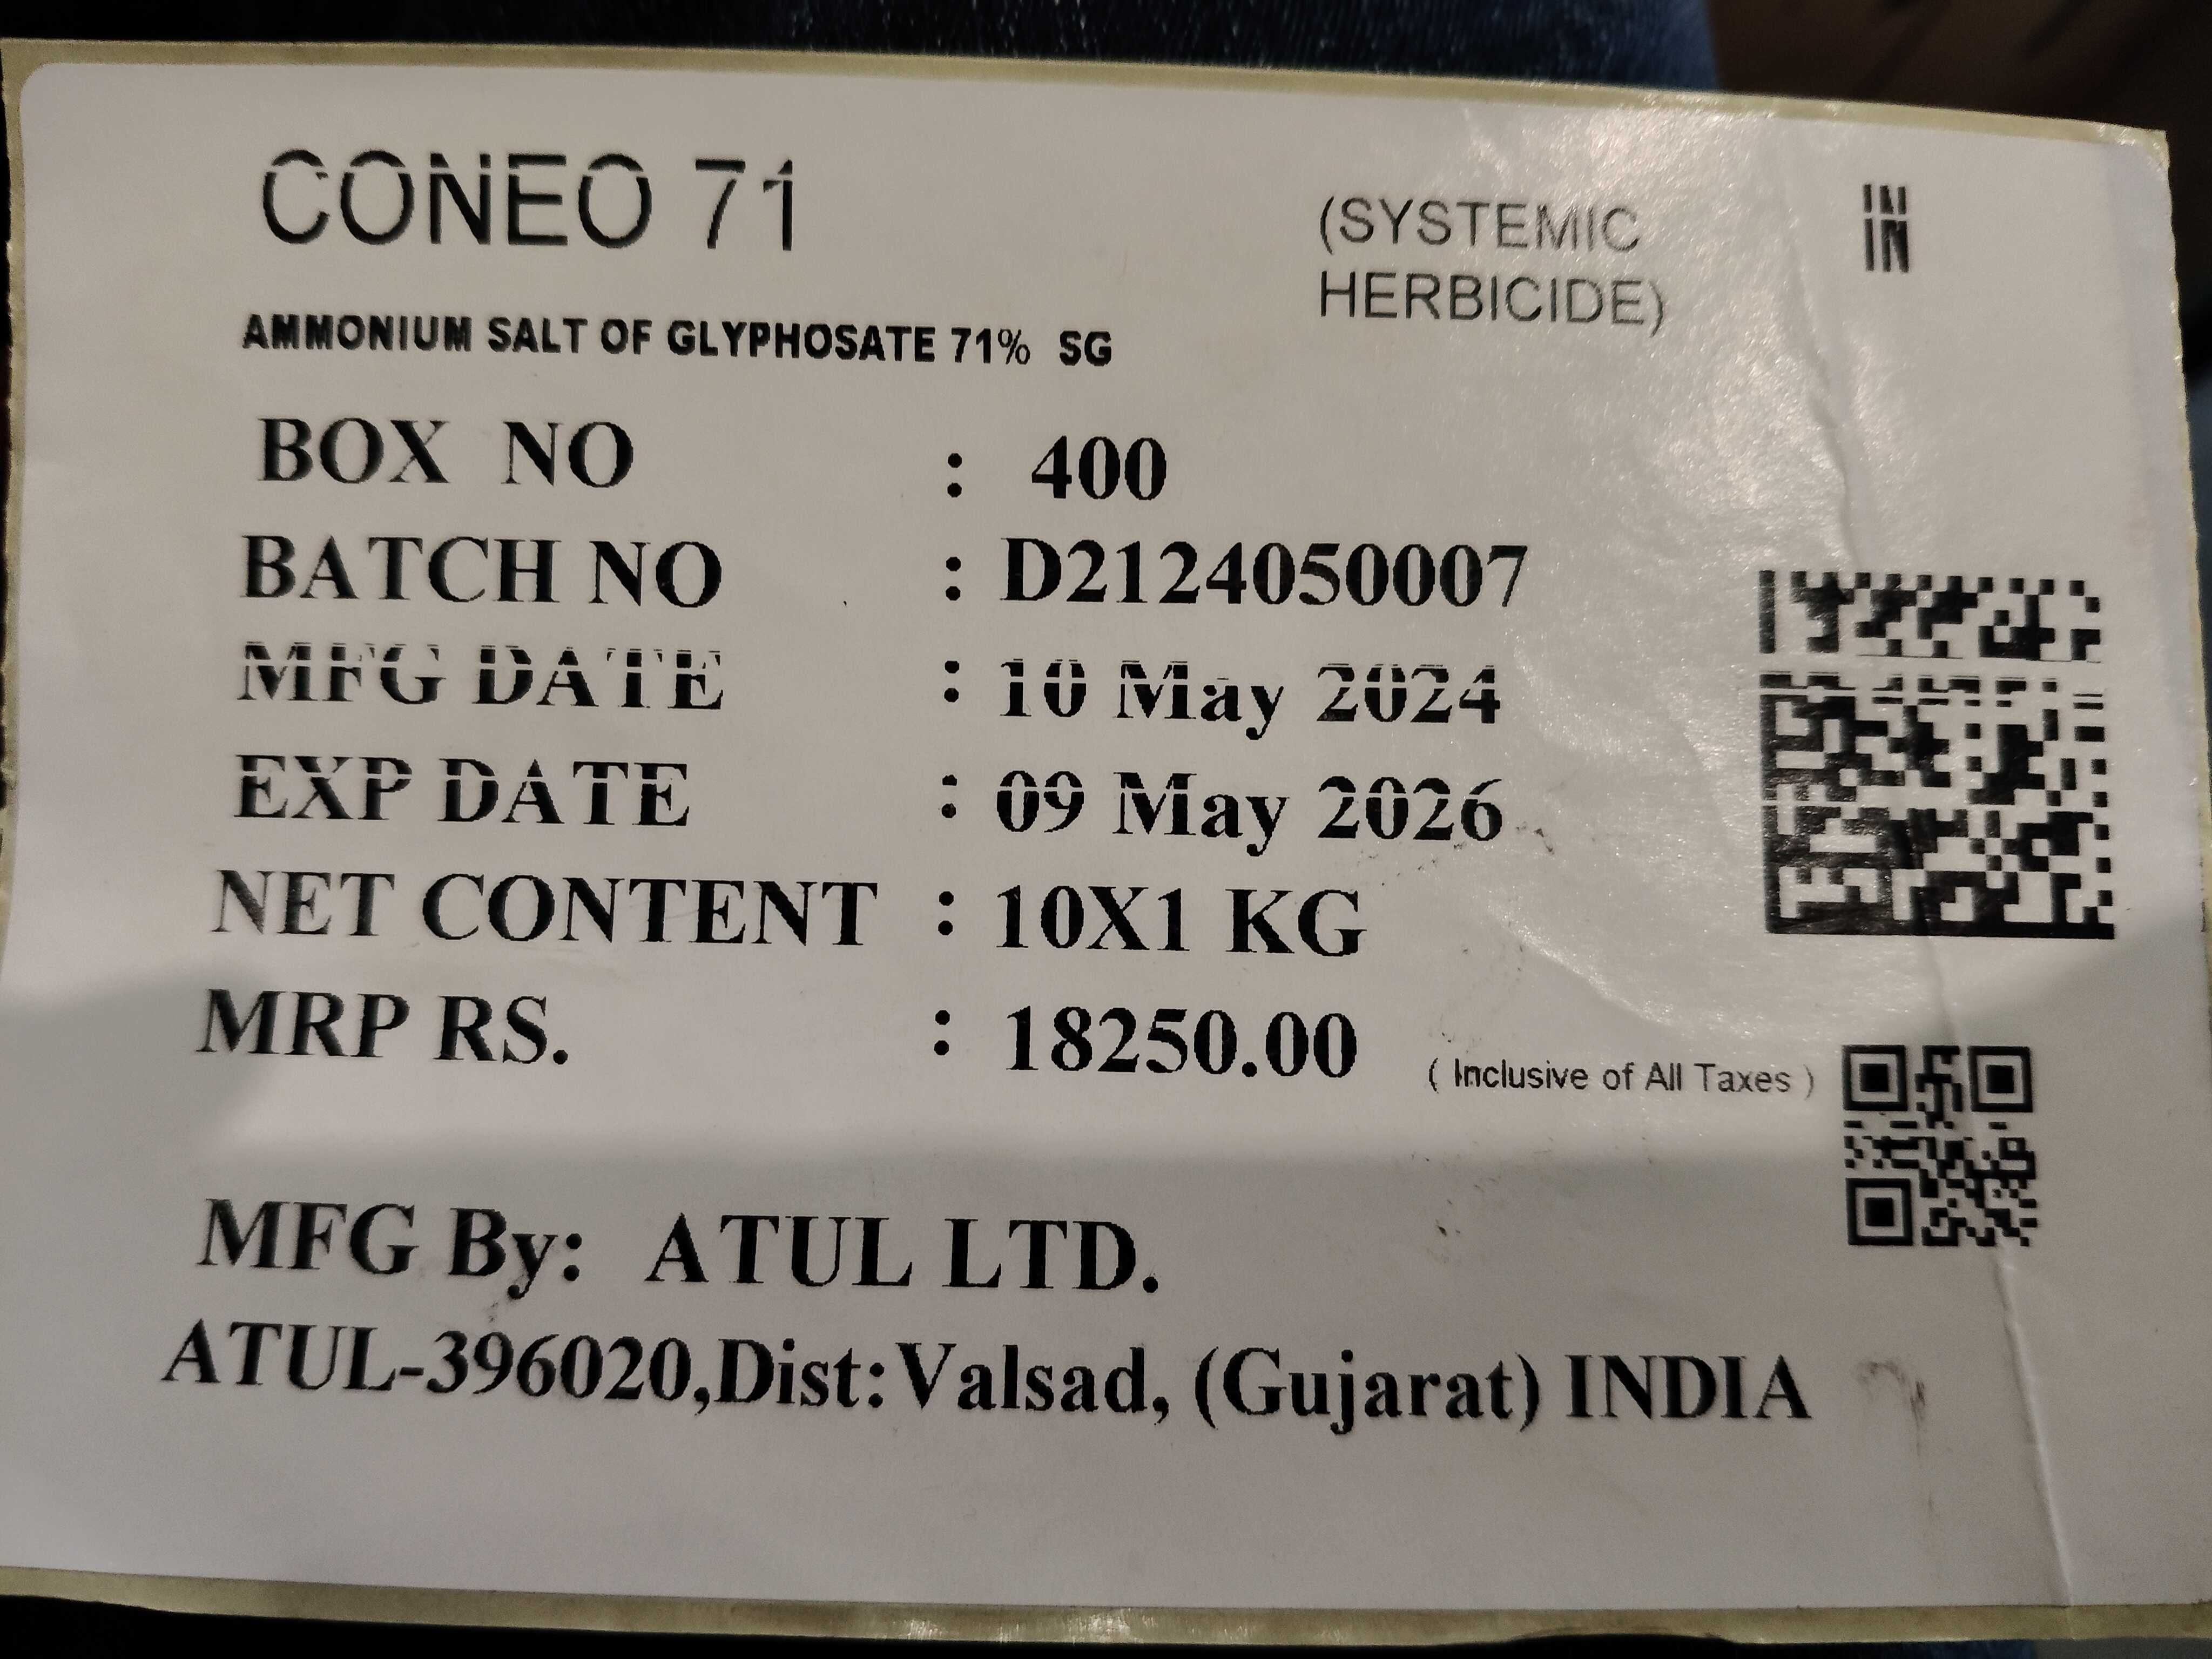 CONEO 71
(SYSTEMIC
HERBICIDE)
IN
IN
AMMONIUM SALT OF GLYPHOSATE 71% SG
BOX NO : 400
BATCH NO : D2124050007
MFG DATE : 10 May 2024
EXP DATE : 09 May 2026
NET CONTENT : 10X1 KG
MRP RS. : 18250.00 ( Inclusive of All Taxes )
MFG By: ATUL LTD.
ATUL-396020,Dist:Valsad, (Gujarat) INDIA